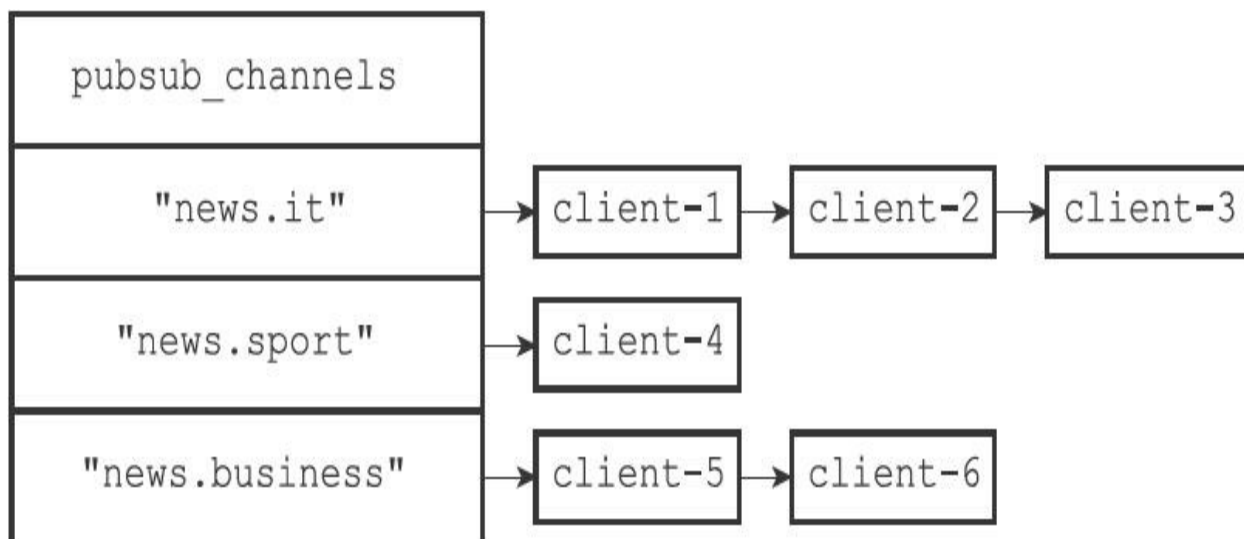 pubsub_channels
"news.it" client-1 client-2 client-3
"news.sport" client-4
"news.business" client-5 client-6